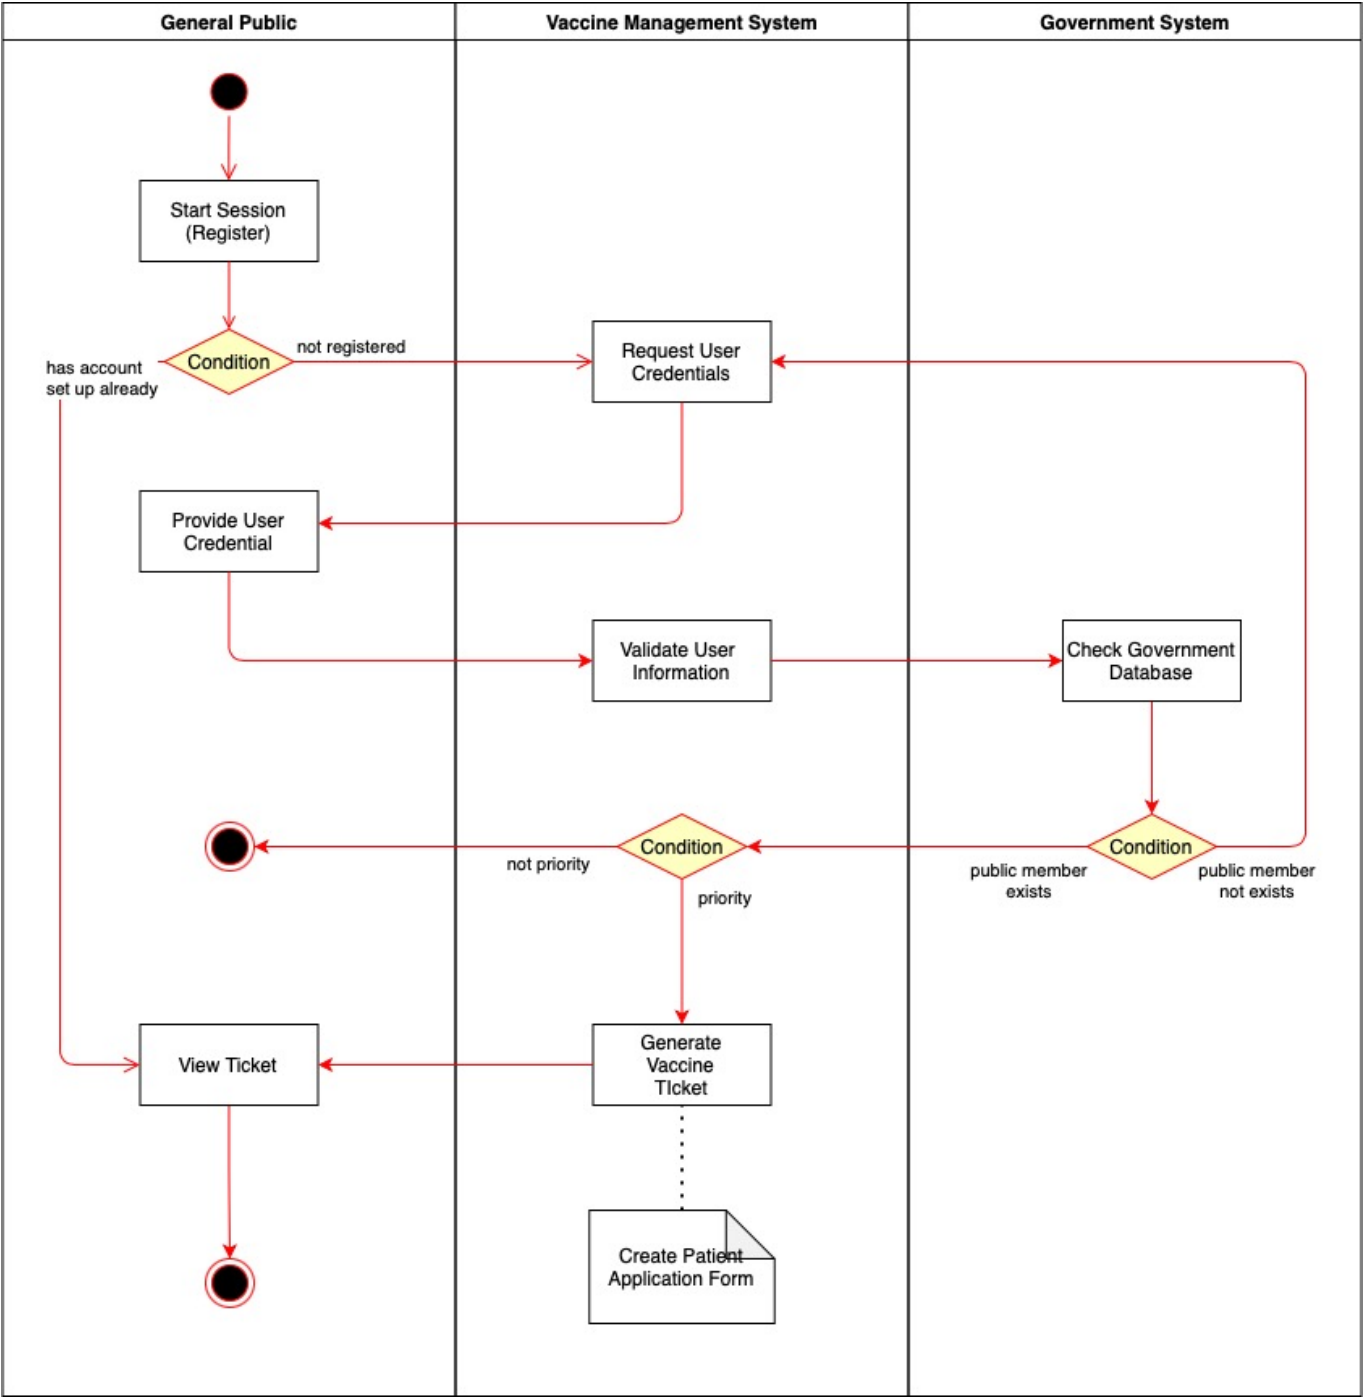 General Public
Vaccine Management System
Government System
Start Session
(Register)
Condition
not registered
has account
set up already
Request User
Credentials
Provide User
Credential
Validate User
Information
Check Government
Database
Condition
not priority
priority
Condition
public member
exists
public member
not exists
View Ticket
Generate
Vaccine
TIcket
Create Patient
Application Form